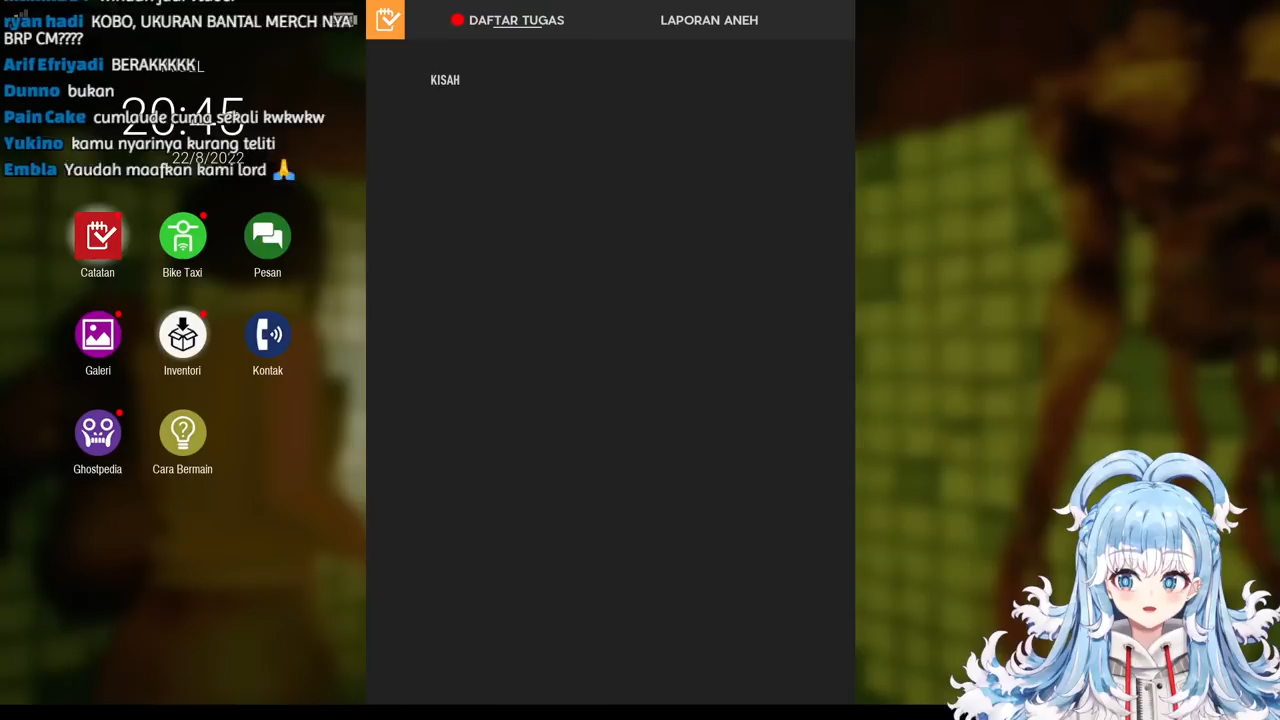 ryan hadi KOBO, UKURAN BANTAL MERCH NYA
BRP CM????
Arif Efriyadi BERAKKKKK
Dunno bukan
20:45
Pain Cake cumlaude cuma sekali kwkwkw
Yukino kamu nyarinya kurang teliti
22/8/2022
Embla Yaudah maafkan kami lord 🙏
Catatan
Bike Taxi
Pesan
Galeri
Inventori
Kontak
Ghostpedia
Cara Bermain
DAFTAR TUGAS
LAPORAN ANEH
KISAH